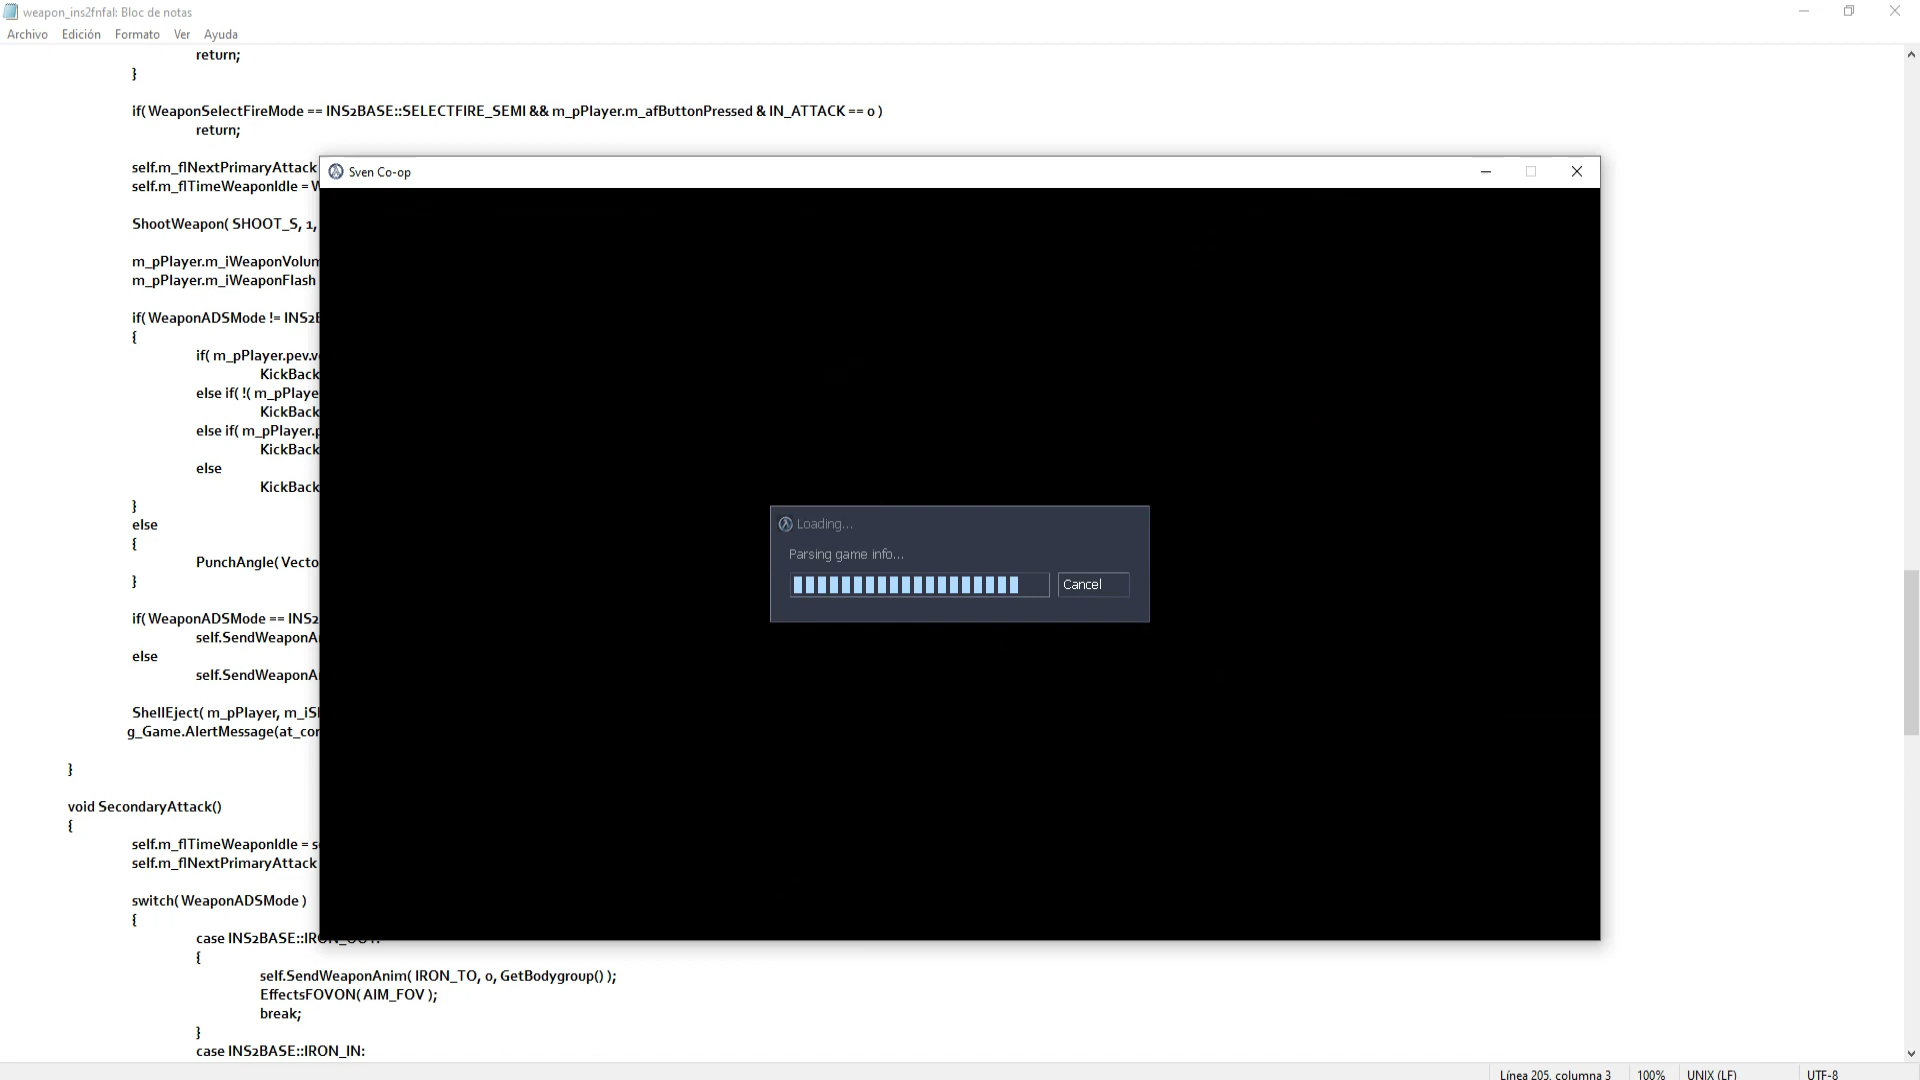 weapon_ins2fnfal: Bloc de notas
Archivo Edición Formato Ver Ayuda
return;
}
if( WeaponSelectFireMode == INS2BASE::SELECTFIRE_SEMI && m_pPlayer.m_afButtonPressed & IN_ATTACK == 0 )
return;
self.m_flNextPrimaryAttack
self.m_flTimeWeaponIdle =
ShootWeapon( SHOOT_S, 1,
m_pPlayer.m_iWeaponVolum
m_pPlayer.m_iWeaponFlash
if( WeaponADSMode != INS2
{
if( m_pPlayer.pev.v
KickBack
else if( !( m_pPlaye
KickBack
else if( m_pPlayer.p
KickBack
else
KickBack
}
else
{
PunchAngle( Vecto
}
if( WeaponADSMode == INS2
self.SendWeaponA
else
self.SendWeaponA
ShellEject( m_pPlayer, m_iS
g_Game.AlertMessage(at_con
}
void SecondaryAttack()
{
self.m_flTimeWeaponIdle = s
self.m_flNextPrimaryAttack
switch( WeaponADSMode )
{
case INS2BASE::IRON_OUT:
{
self.SendWeaponAnim( IRON_TO, 0, GetBodygroup() );
EffectsFOVON( AIM_FOV );
break;
}
case INS2BASE::IRON_IN:
Sven Co-op
Loading...
Parsing game info...
Cancel
Línea 205, columna 3 100% UNIX (LF) UTF-8